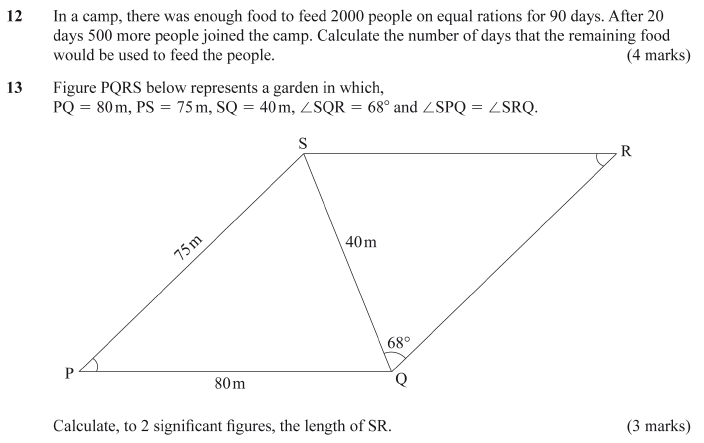 12 In a camp, there was enough food to feed 2000 people on equal rations for 90 days. After 20
days 500 more people joined the camp. Calculate the number of days that the remaining food
would be used to feed the people. (4 marks)
13 Figure PQRS below represents a garden in which,
PQ = 80 m, PS = 75 m, SQ = 40 m, ∠SQR = 68° and ∠SPQ = ∠SRQ.
S
R
75 m
40 m
68°
P
Q
80 m
Calculate, to 2 significant figures, the length of SR. (3 marks)